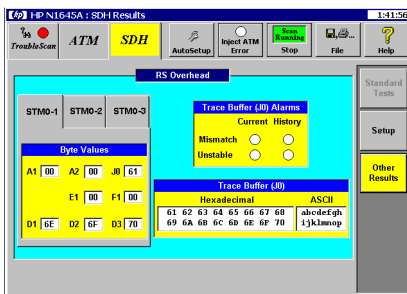 hp HP N1645A : SDH Results 1:41:56
TroubleScan ATM SDH AutoSetup Inject ATM Error Scan Running Stop File Help
RS Overhead
Standard Tests
Setup
Other Results
STM0-1 STM0-2 STM0-3
Byte Values
A1 00 A2 00 J0 61
E1 00 F1 00
D1 6E D2 6F D3 70
Trace Buffer (J0) Alarms
Current History
Mismatch
Unstable
Trace Buffer (J0)
Hexadecimal ASCII
61 62 63 64 65 66 67 68 abcdefgh
69 6A 6B 6C 6D 6E 6F 70 ijklmnop